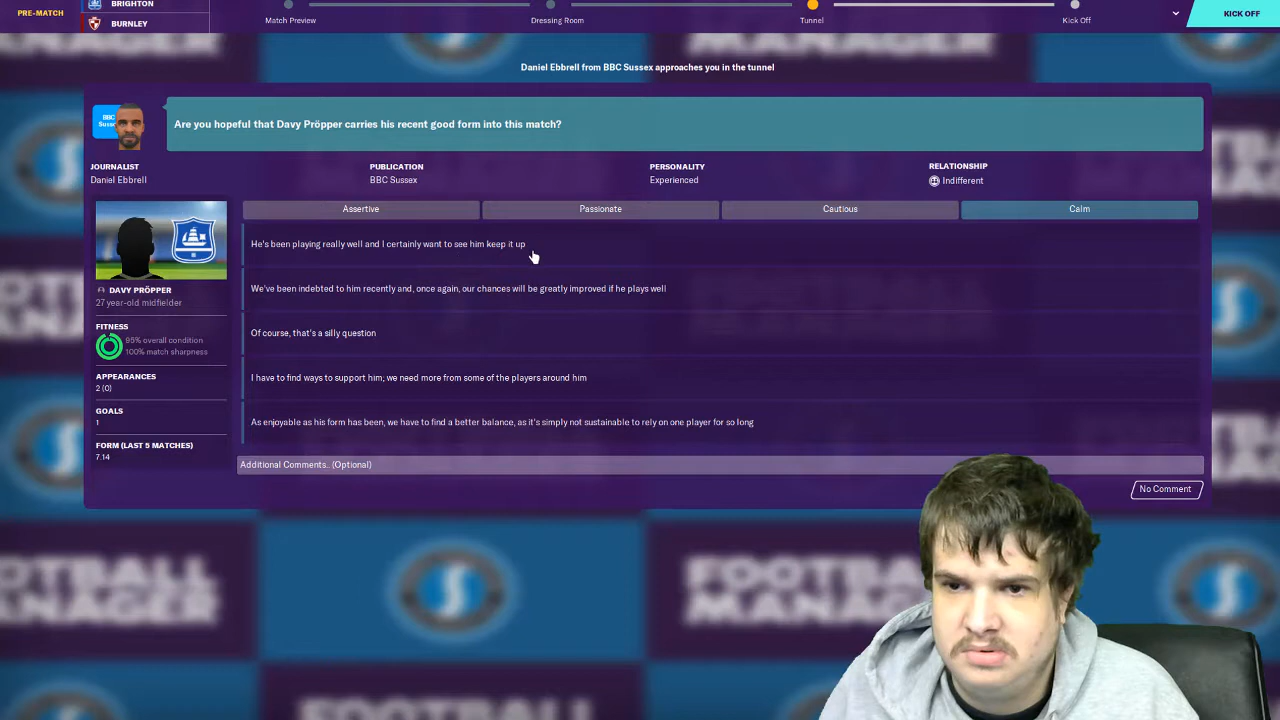 PRE-MATCH
BRIGHTON
BURNLEY
Match Preview
Dressing Room
Tunnel
Kick Off
KICK OFF
Daniel Ebbrell from BBC Sussex approaches you in the tunnel
BBC
Are you hopeful that Davy Pröpper carries his recent good form into this match?
JOURNALIST
Daniel Ebbrell
PUBLICATION
BBC Sussex
PERSONALITY
Experienced
RELATIONSHIP
Indifferent
Assertive
Passionate
Cautious
Calm
He's been playing really well and I certainly want to see him keep it up
We've been indebted to him recently and, once again, our chances will be greatly improved if he plays well
Of course, that's a silly question
I have to find ways to support him; we need more from some of the players around him
As enjoyable as his form has been, we have to find a better balance, as it's simply not sustainable to rely on one player for so long
DAVY PRÖPPER
27 year-old midfielder
FITNESS
95% overall condition
100% match sharpness
APPEARANCES
2 (0)
GOALS
1
FORM (LAST 5 MATCHES)
7.14
Additional Comments.. (Optional)
No Comment
FOOTBALL
MANAGER